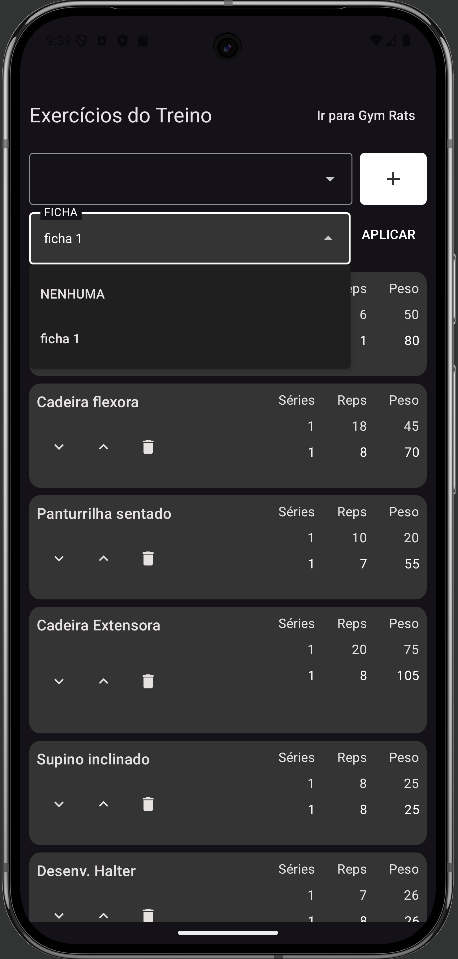 9:39
Exercícios do Treino
Ir para Gym Rats
+
FICHA
ficha 1
APLICAR
NENHUMA
ficha 1
eps Peso
6 50
1 80
Cadeira flexora
Séries Reps Peso
1 18 45
1 8 70
Panturrilha sentado
Séries Reps Peso
1 10 20
1 7 55
Cadeira Extensora
Séries Reps Peso
1 20 75
1 8 105
Supino inclinado
Séries Reps Peso
1 8 25
1 8 25
Desenv. Halter
Séries Reps Peso
1 7 26
1 8 26